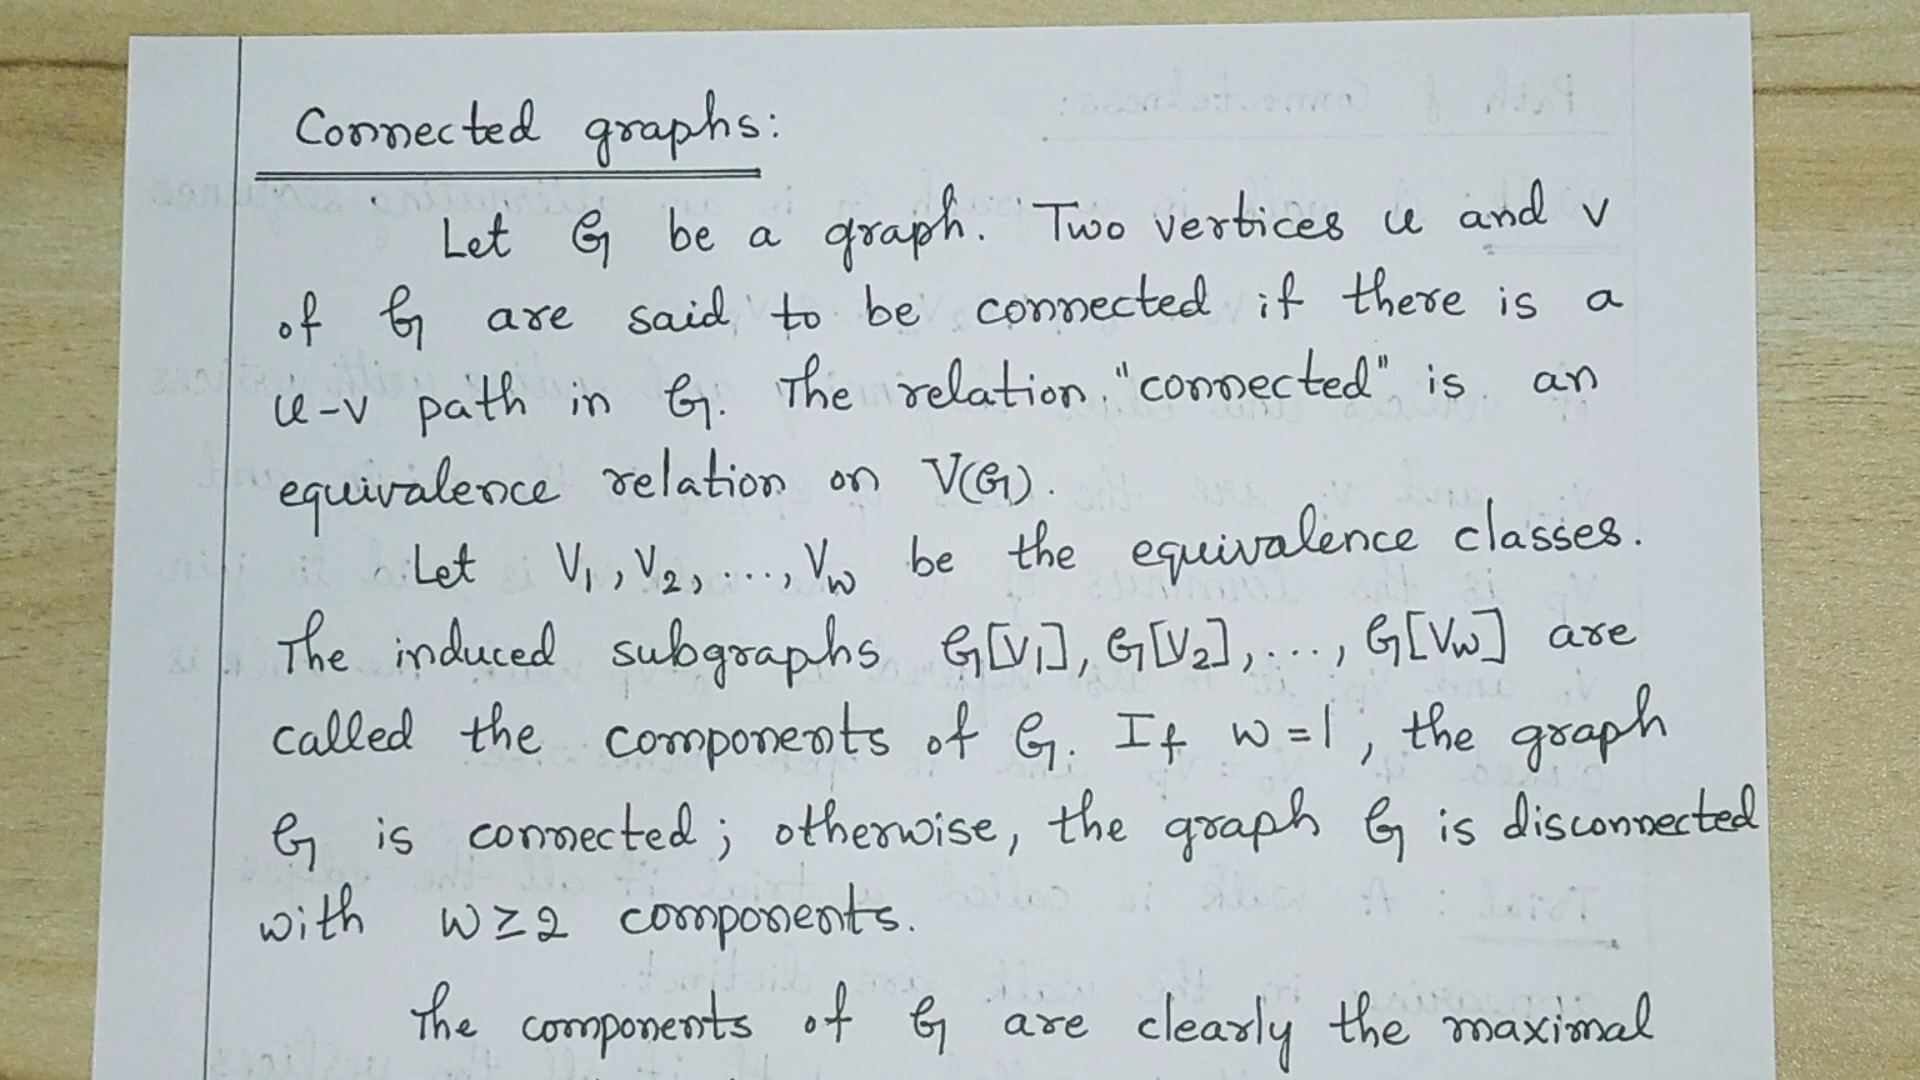 Connected graphs:
Let G be a graph. Two vertices u and v
of G are said to be connected if there is a
u-v path in G. The relation "connected" is an
equivalence relation on V(G).
Let V₁, V₂, ..., Vw be the equivalence classes.
The induced subgraphs G[V₁], G[V₂], ..., G[Vw] are
called the components of G. If w=1, the graph
G is connected; otherwise, the graph G is disconnected
with w≥2 components.
The components of G are clearly the maximal